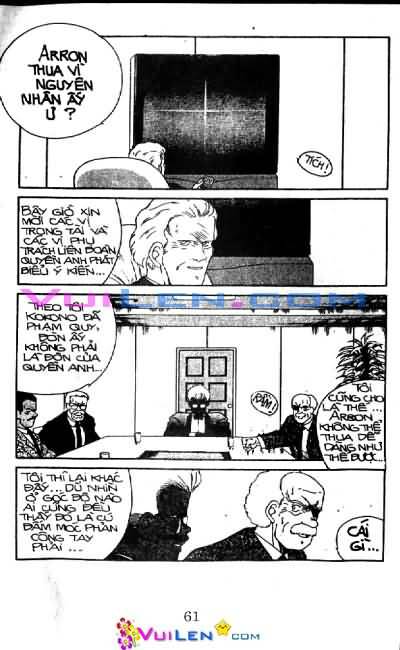 ARRON
THUA VÌ
NGUYÊN
NHÂN ẤY
Ư ?
TÍCH!
BÂY GIỜ XIN
MỜI CÁC VỊ
TRỌNG TÀI VÀ
CÁC VỊ PHỤ
TRÁCH LIÊN ĐOÀN
QUYỀN ANH PHÁT
BIỂU Ý KIẾN...
VUILEN.COM
THEO TÔI
KOKONO ĐÃ
PHẠM QUY,
ĐÒN ẤY
KHÔNG PHẢI
LÀ ĐÒN CỦA
QUYỀN ANH...
TÔI
CŨNG CHO
LÀ THẾ...
ARRON
KHÔNG THỂ
THUA DỄ
DÀNG NHƯ
THẾ ĐƯỢC
TÔI THÌ LẠI KHÁC
ĐẤY... DÙ NHÌN
Ở GÓC ĐỘ NÀO
AI CŨNG ĐỀU
THẤY ĐÓ LÀ CÚ
ĐẤM MÓC PHẢN
CÔNG TAY
PHẢI ...
CÁI
GÌ...
61
VUILEN.COM